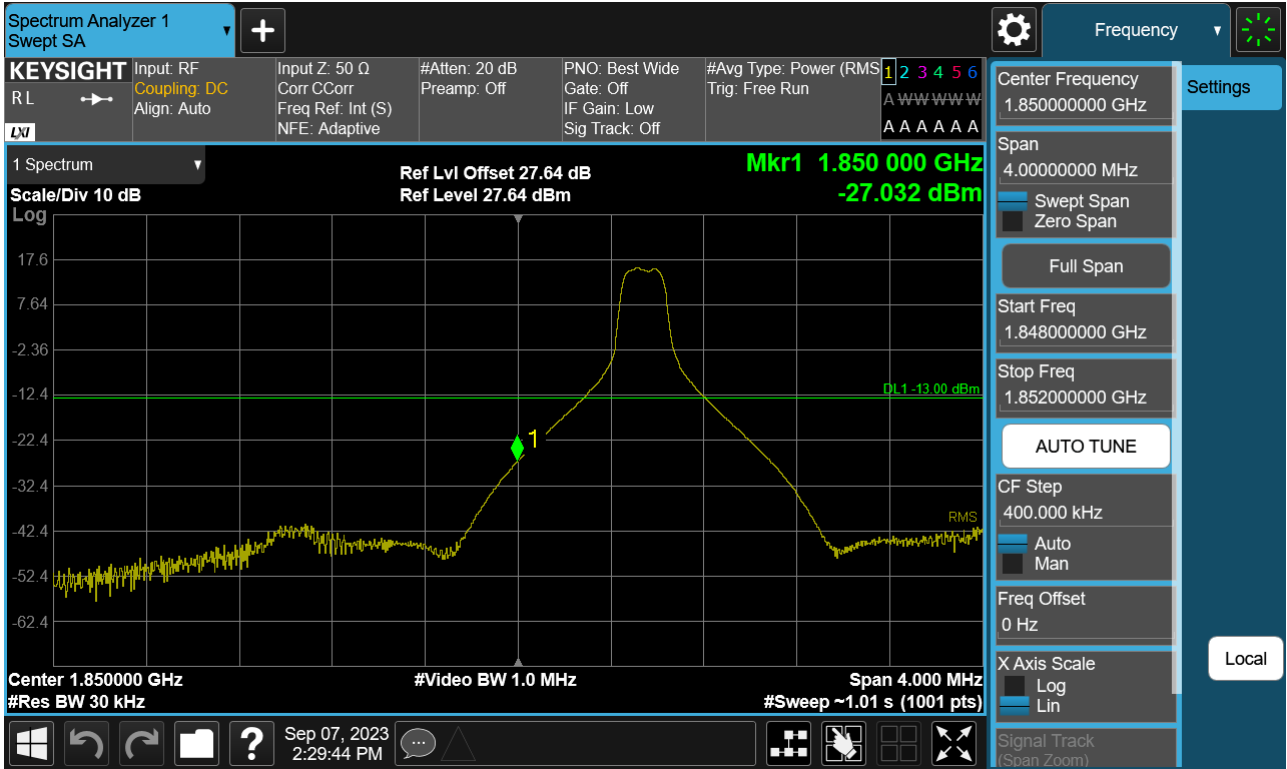 Spectrum Analyzer 1
Swept SA
Frequency
KEYSIGHT
R L
LXI
Input: RF
Coupling: DC
Align: Auto
Input Z: 50 Ω
Corr CCorr
Freq Ref: Int (S)
NFE: Adaptive
#Atten: 20 dB
Preamp: Off
PNO: Best Wide
Gate: Off
IF Gain: Low
Sig Track: Off
#Avg Type: Power (RMS
Trig: Free Run
1 2 3 4 5 6
A W W W W W
A A A A A A
1 Spectrum
Scale/Div 10 dB
Log
Ref Lvl Offset 27.64 dB
Ref Level 27.64 dBm
Mkr1 1.850 000 GHz
-27.032 dBm
17.6
7.64
-2.36
-12.4
-22.4
-32.4
-42.4
-52.4
-62.4
DL1 -13.00 dBm
1
RMS
Center 1.850000 GHz
#Res BW 30 kHz
#Video BW 1.0 MHz
Span 4.000 MHz
#Sweep ~1.01 s (1001 pts)
Center Frequency
1.850000000 GHz
Span
4.00000000 MHz
Swept Span
Zero Span
Full Span
Start Freq
1.848000000 GHz
Stop Freq
1.852000000 GHz
AUTO TUNE
CF Step
400.000 kHz
Auto
Man
Freq Offset
0 Hz
X Axis Scale
Log
Lin
Signal Track
(Span Zoom)
Settings
Local
?
Sep 07, 2023
2:29:44 PM